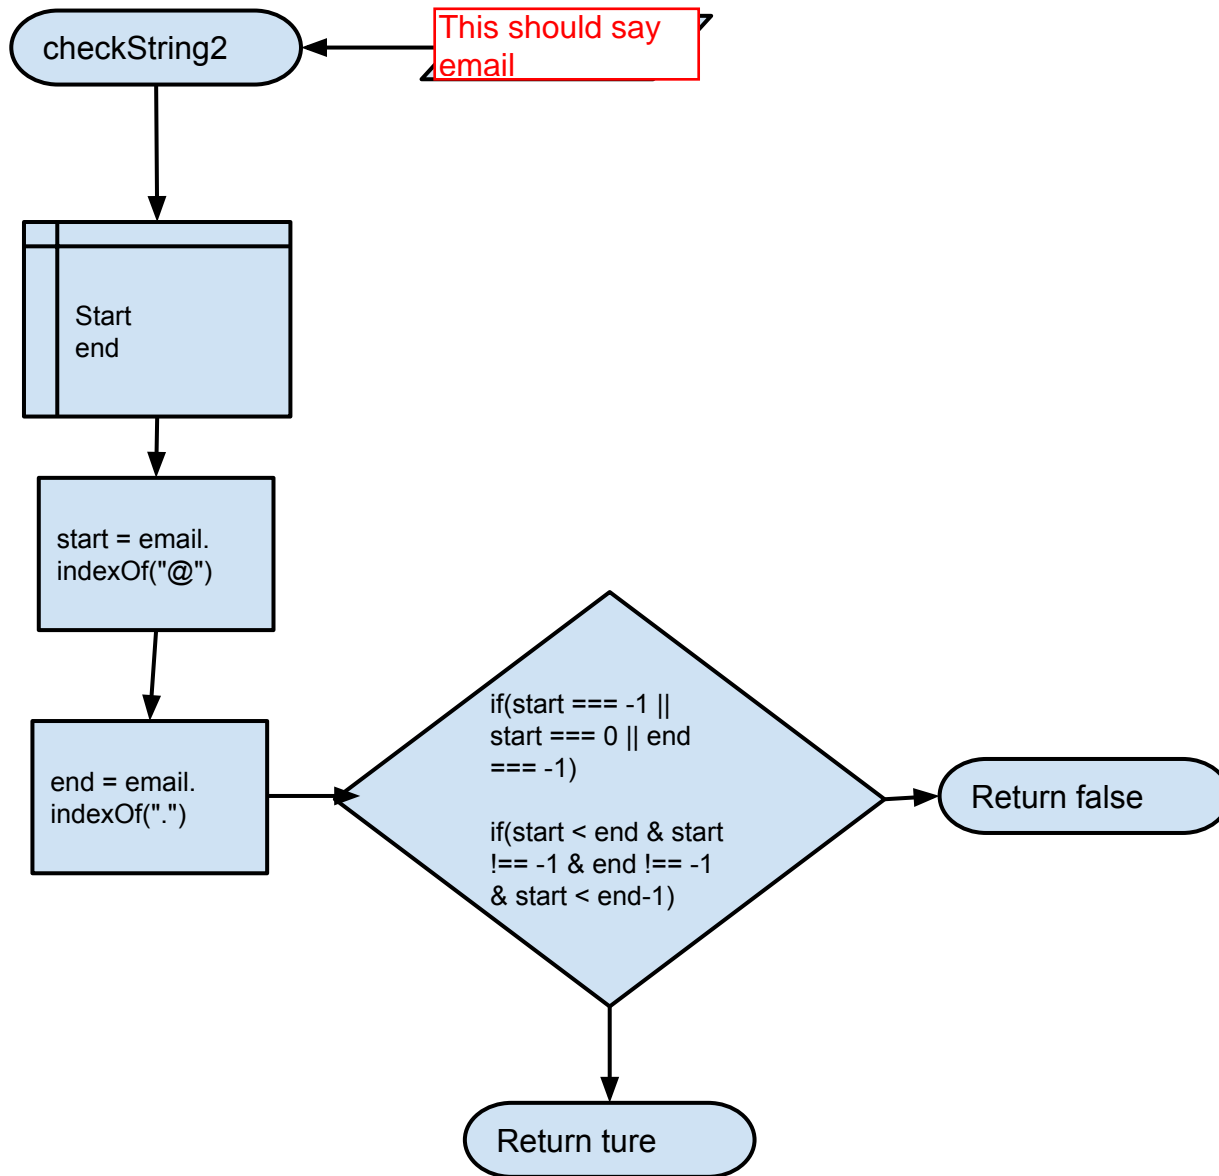 checkString2
This should say
email
Start
end
start = email.
indexOf("@")
end = email.
indexOf(".")
if(start === -1 ||
start === 0 || end
=== -1)
if(start < end & start
!== -1 & end !== -1
& start < end-1)
Return false
Return ture